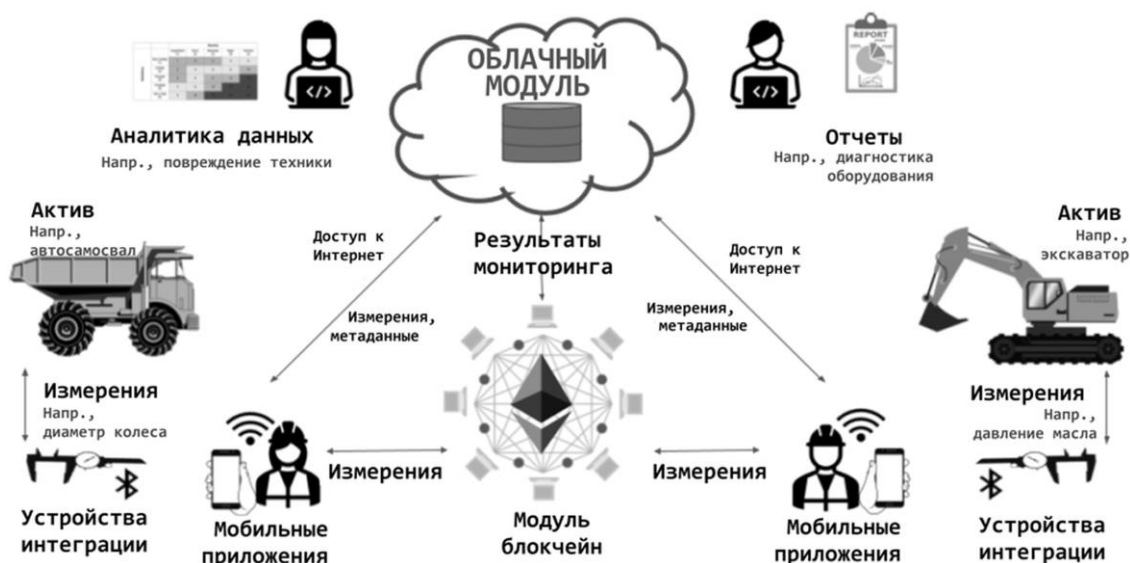 ОБЛАЧНЫЙ
МОДУЛЬ
REPORT
Аналитика данных
Напр., повреждение техники
Отчеты
Напр., диагностика
оборудования
Актив
Напр.,
автосамосвал
Доступ к
Интернет
Результаты
мониторинга
Доступ к
Интернет
Актив
Напр.,
экскаватор
Измерения,
метаданные
Измерения,
метаданные
Измерения
Напр.,
диаметр колеса
Измерения
Напр.,
давление масла
Измерения
Измерения
Устройства
интеграции
Мобильные
приложения
Модуль
блокчейн
Мобильные
приложения
Устройства
интеграции